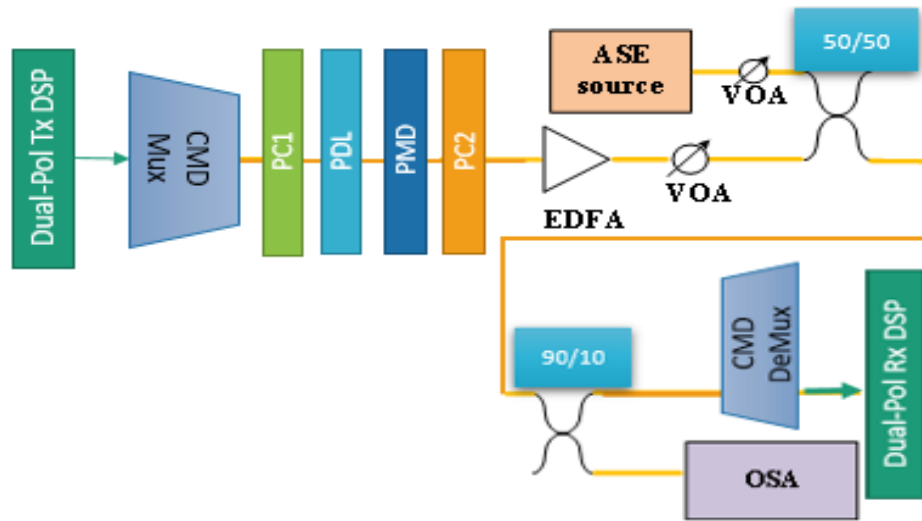 Dual-Pol Tx DSP
CMD
Mux
PC1
PDL
PMD
PC2
ASE
source
VOA
50/50
EDFA
VOA
90/10
CMD
DeMux
Dual-Pol Rx DSP
OSA